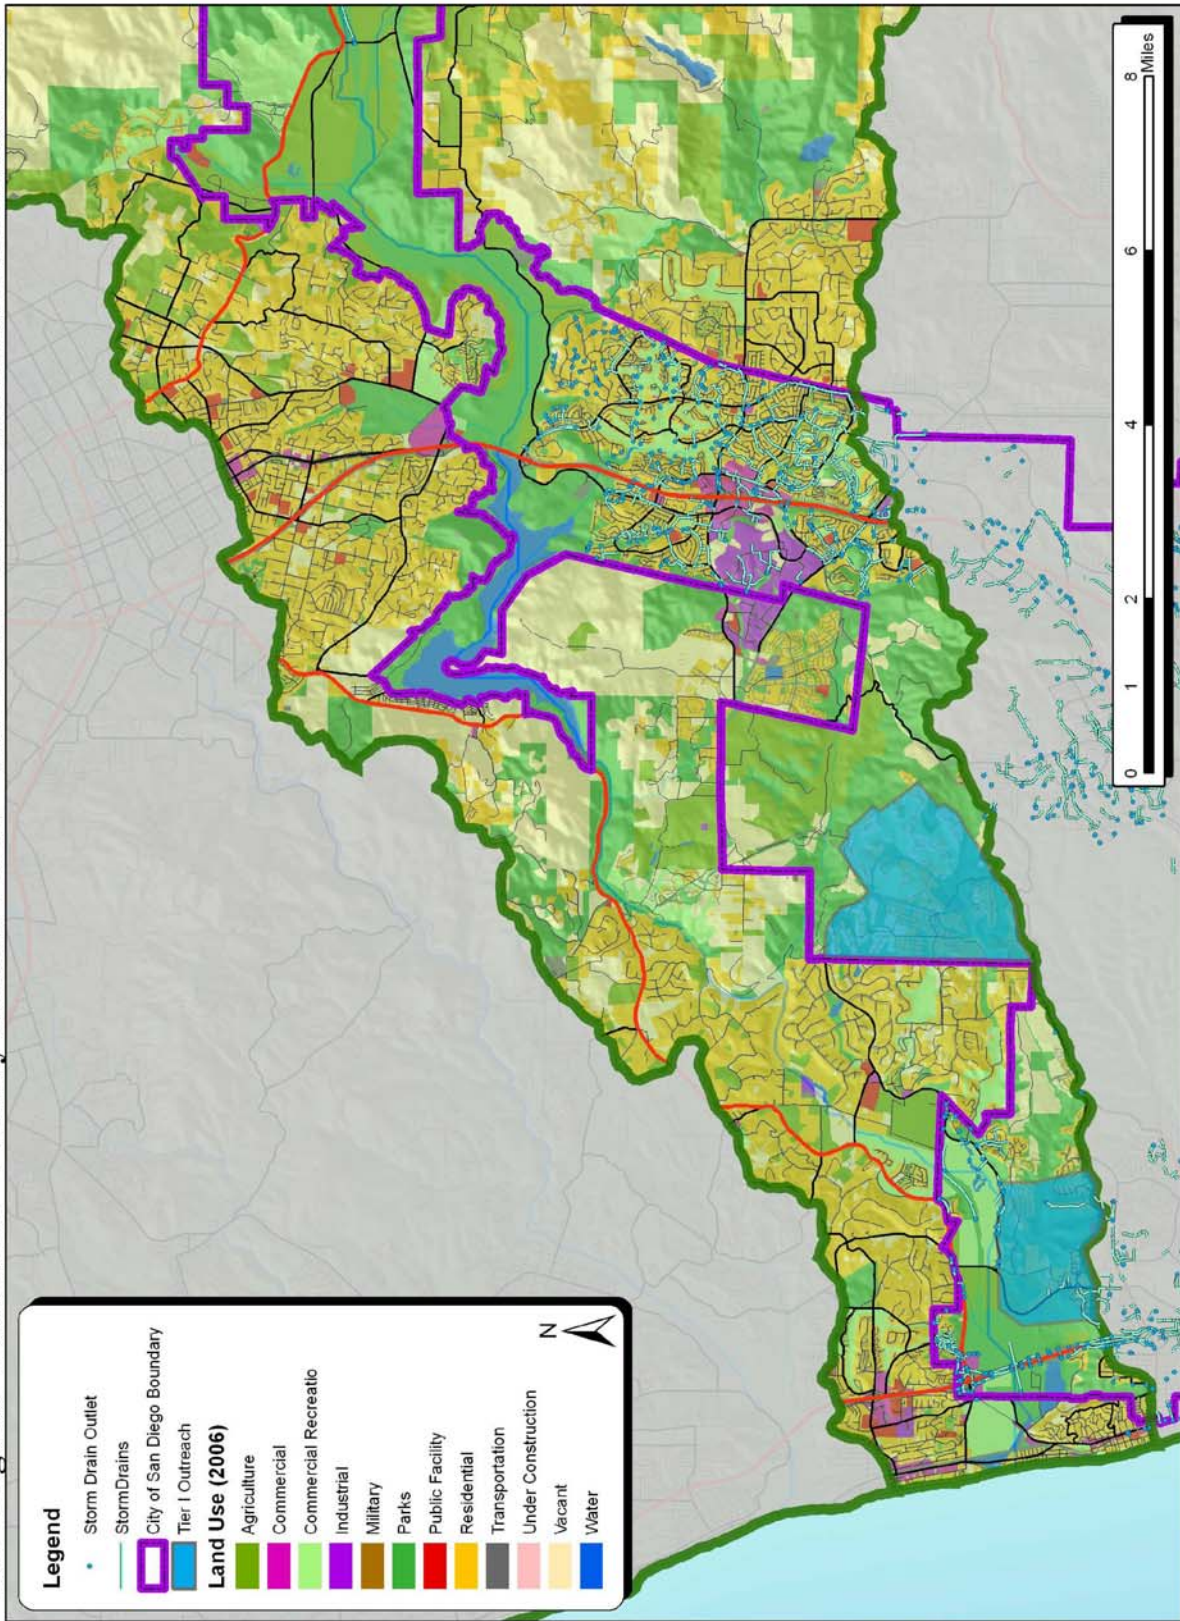 Legend
Storm Drain Outlet
StormDrains
City of San Diego Boundary
Tier I Outreach
Land Use (2006)
Agriculture
Commercial
Commercial Recreatio
Industrial
Military
Parks
Public Facility
Residential
Transportation
Under Construction
Vacant
Water
N
0 1 2 4 6 8
Miles